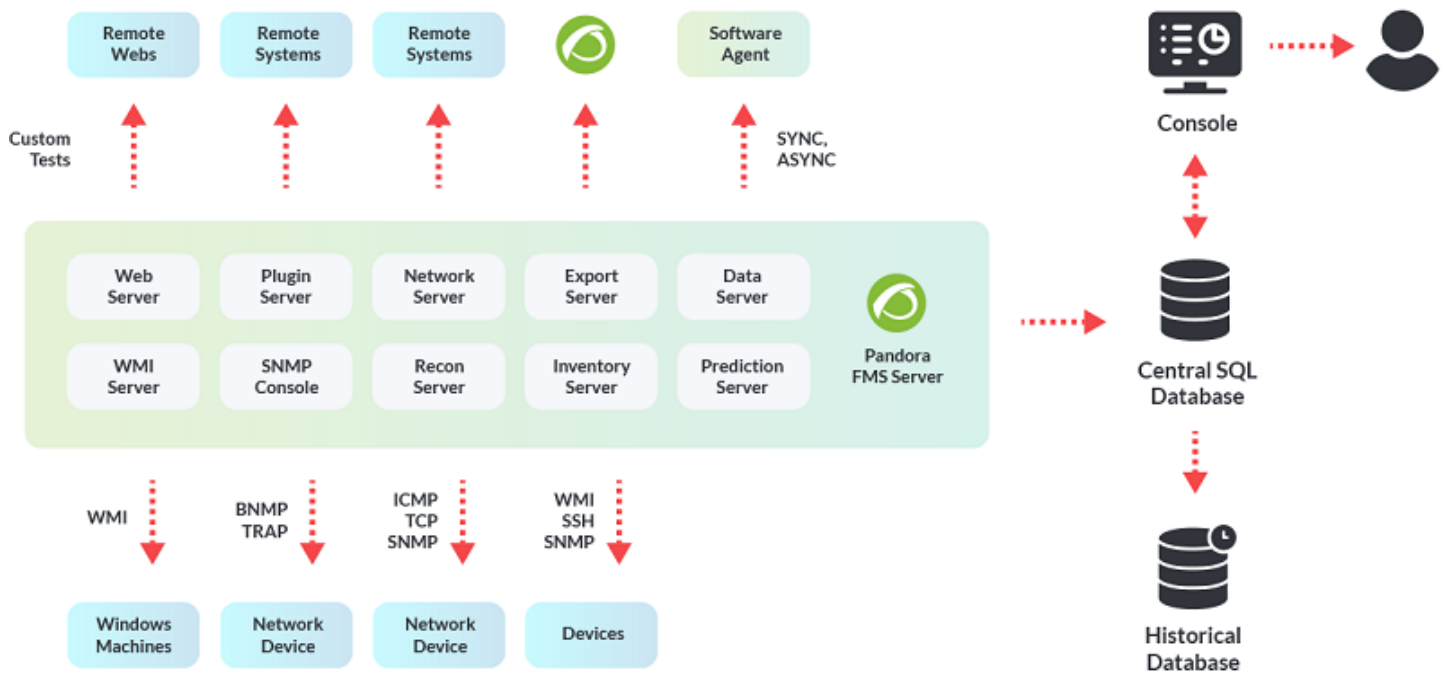 Remote
Webs
Remote
Systems
Remote
Systems
Software
Agent
Console
Custom
Tests
SYNC,
ASYNC
Web
Server
Plugin
Server
Network
Server
Export
Server
Data
Server
WMI
Server
SNMP
Console
Recon
Server
Inventory
Server
Prediction
Server
Pandora
FMS Server
Central SQL
Database
WMI
BNMP
TRAP
ICMP
TCP
SNMP
WMI
SSH
SNMP
Windows
Machines
Network
Device
Network
Device
Devices
Historical
Database